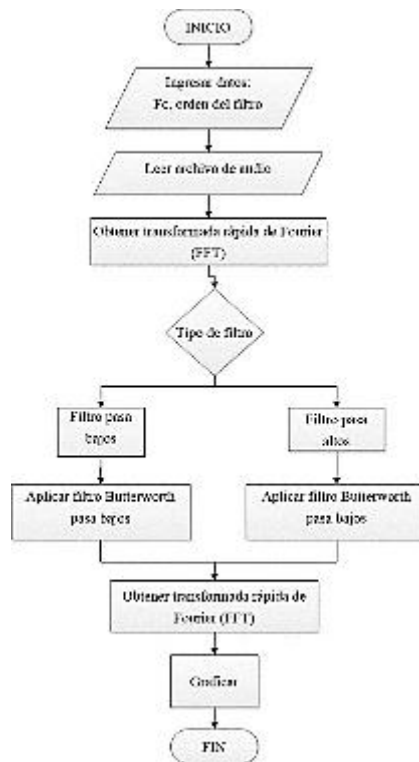 INICIO
Ingresar datos:
Fc, orden del filtro
Leer archivo de audio
Obtener transformada rápida de Fourier
(FFT)
Tipo de filtro
Filtro pasa
bajos
Filtro pasa
altos
Aplicar filtro Butterworth
pasa bajos
Aplicar filtro Butterworth
pasa bajos
Obtener transformada rápida de
Fourier (FFT)
Graficar
FIN